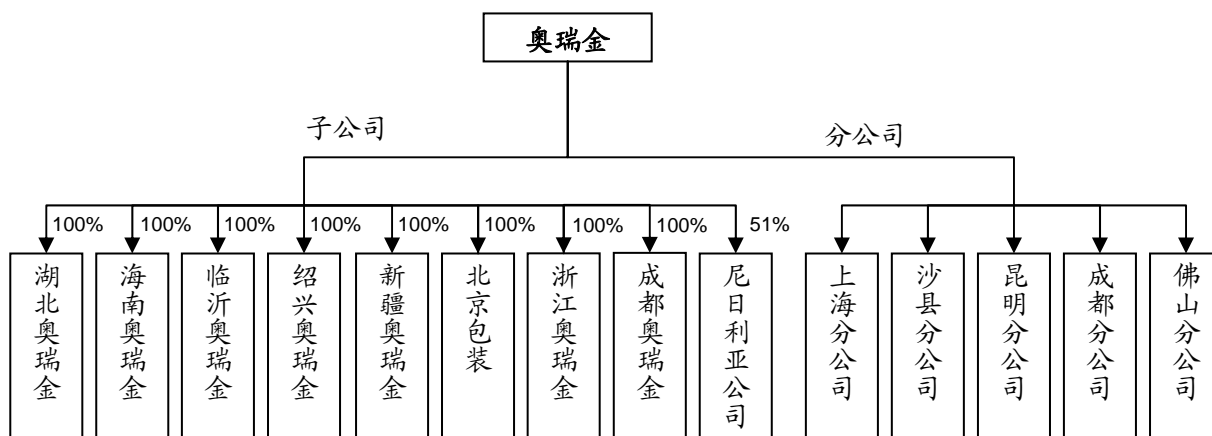 奥瑞金
子公司
分公司
100%
100%
100%
100%
100%
100%
100%
100%
51%
湖北奥瑞金
海南奥瑞金
临沂奥瑞金
绍兴奥瑞金
新疆奥瑞金
北京包装
浙江奥瑞金
成都奥瑞金
尼日利亚公司
上海分公司
沙县分公司
昆明分公司
成都分公司
佛山分公司